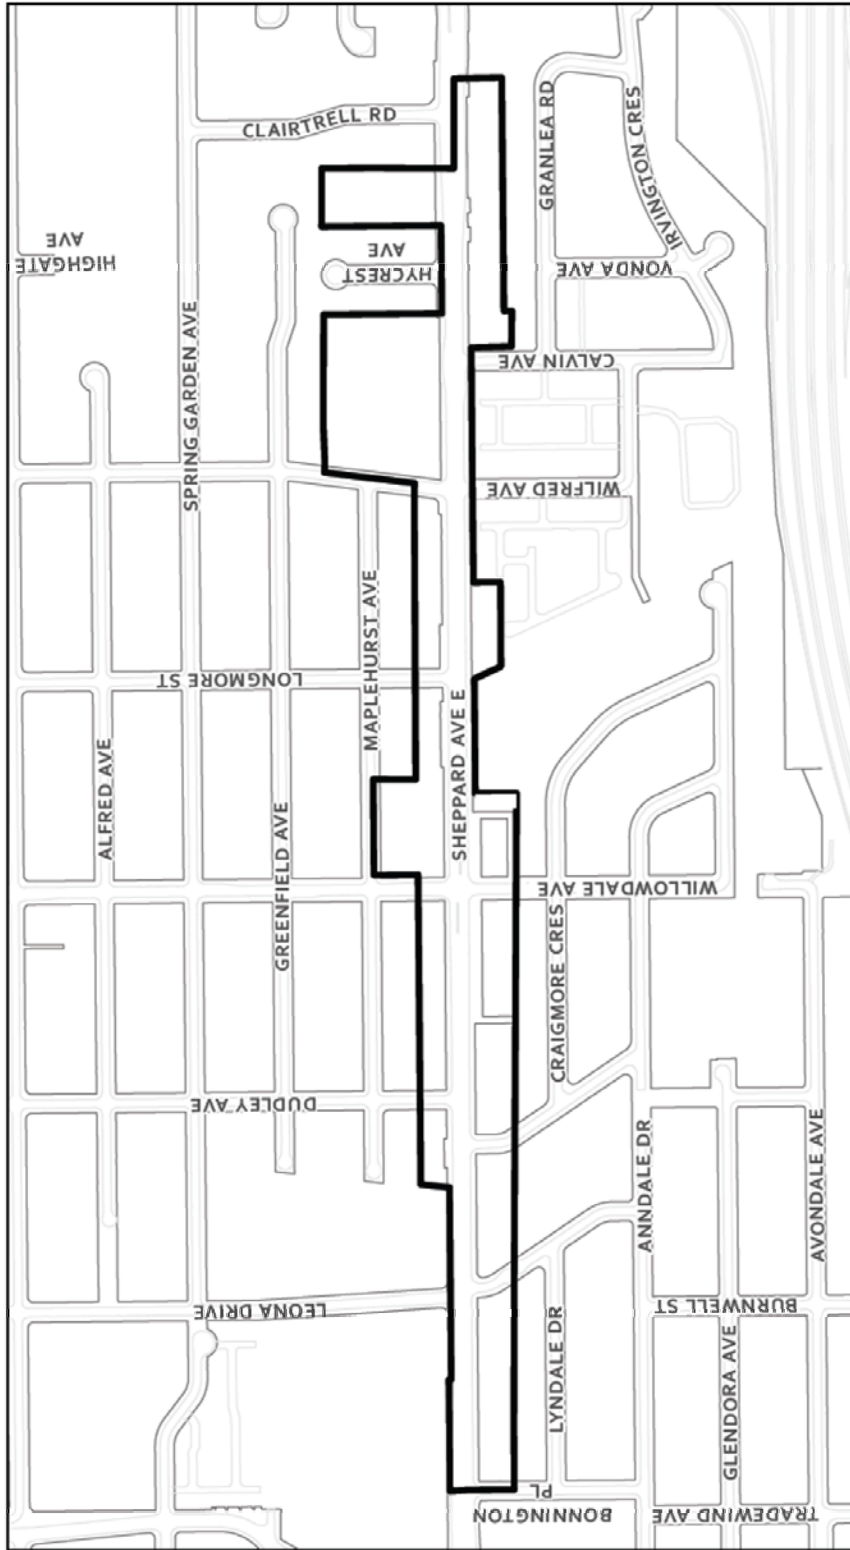 CLAIRTRELL RD
GRANLEA RD
IRVINGTON CRES
HIGHGATE
AVE
HYCREST
AVE
VONDA AVE
SPRING GARDEN AVE
CALVIN AVE
WILFRED AVE
MAPLEHURST AVE
LONGMORE ST
SHEPPARD AVE E
ALFRED AVE
GREENFIELD AVE
WILLOWDALE AVE
CRAIGMORE CRES
DUDLEY AVE
ANNDALE DR
AVONDALE AVE
LEONA DRIVE
BURNWELL ST
LYNDALE DR
GLENDORA AVE
BONNINGTON
PL
TRADEWIND AVE